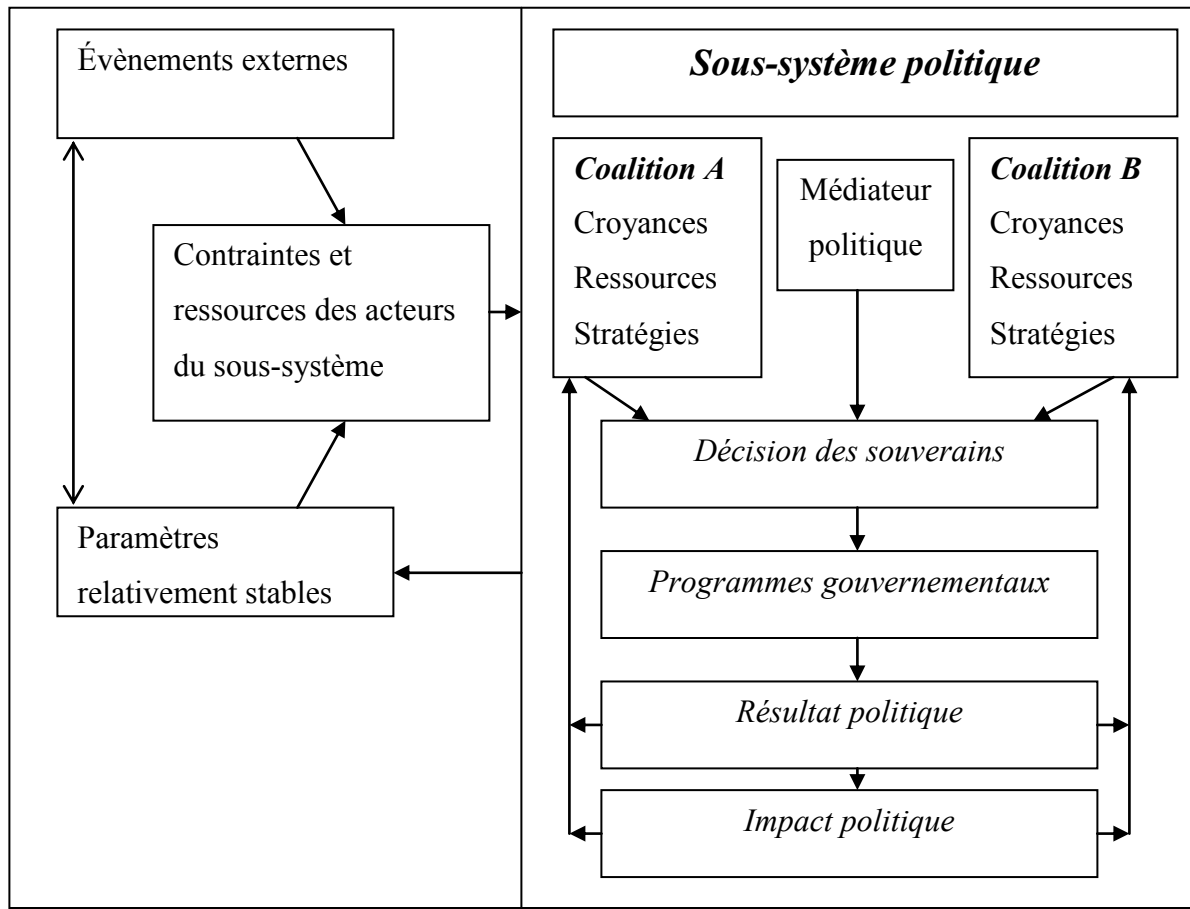 Évènements externes
Contraintes et
ressources des acteurs
du sous-système
Paramètres
relativement stables
Sous-système politique
Coalition A
Croyances
Ressources
Stratégies
Médiateur
politique
Coalition B
Croyances
Ressources
Stratégies
Décision des souverains
Programmes gouvernementaux
Résultat politique
Impact politique